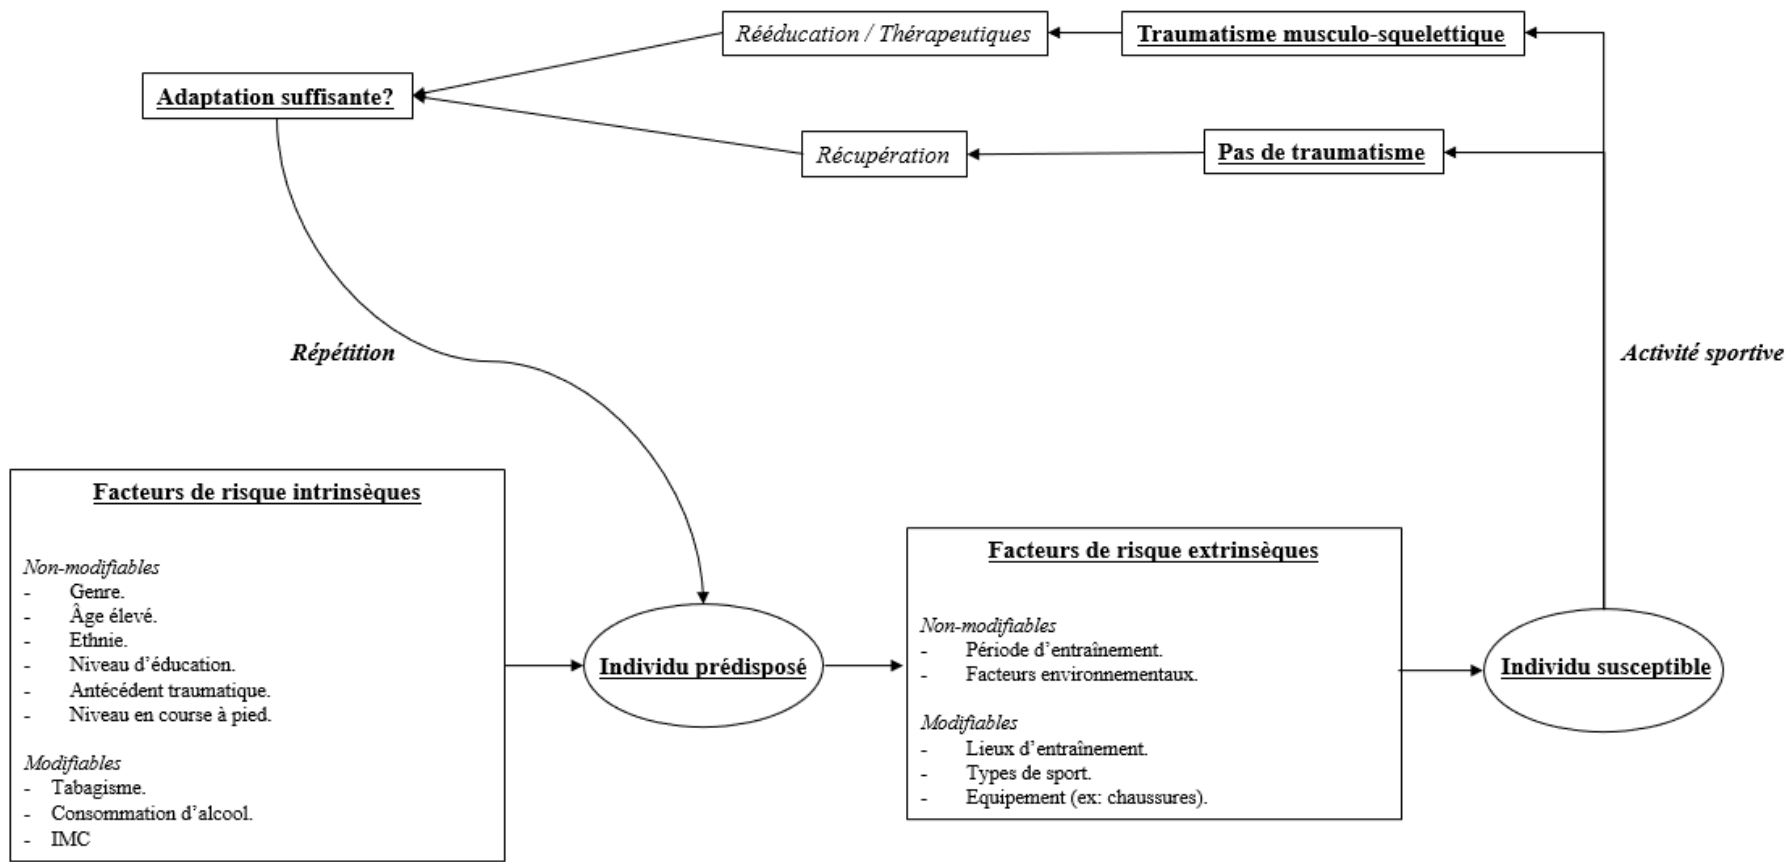 Rééducation / Thérapeutiques
Traumatisme musculo-squelettique
Adaptation suffisante?
Récupération
Pas de traumatisme
Répétition
Activité sportive
Facteurs de risque intrinsèques
Non-modifiables
- Genre.
- Âge élevé.
- Ethnie.
- Niveau d’éducation.
- Antécédent traumatique.
- Niveau en course à pied.
Modifiables
- Tabagisme.
- Consommation d’alcool.
- IMC
Individu prédisposé
Facteurs de risque extrinsèques
Non-modifiables
- Période d’entraînement.
- Facteurs environnementaux.
Modifiables
- Lieux d’entraînement.
- Types de sport.
- Equipement (ex: chaussures).
Individu susceptible